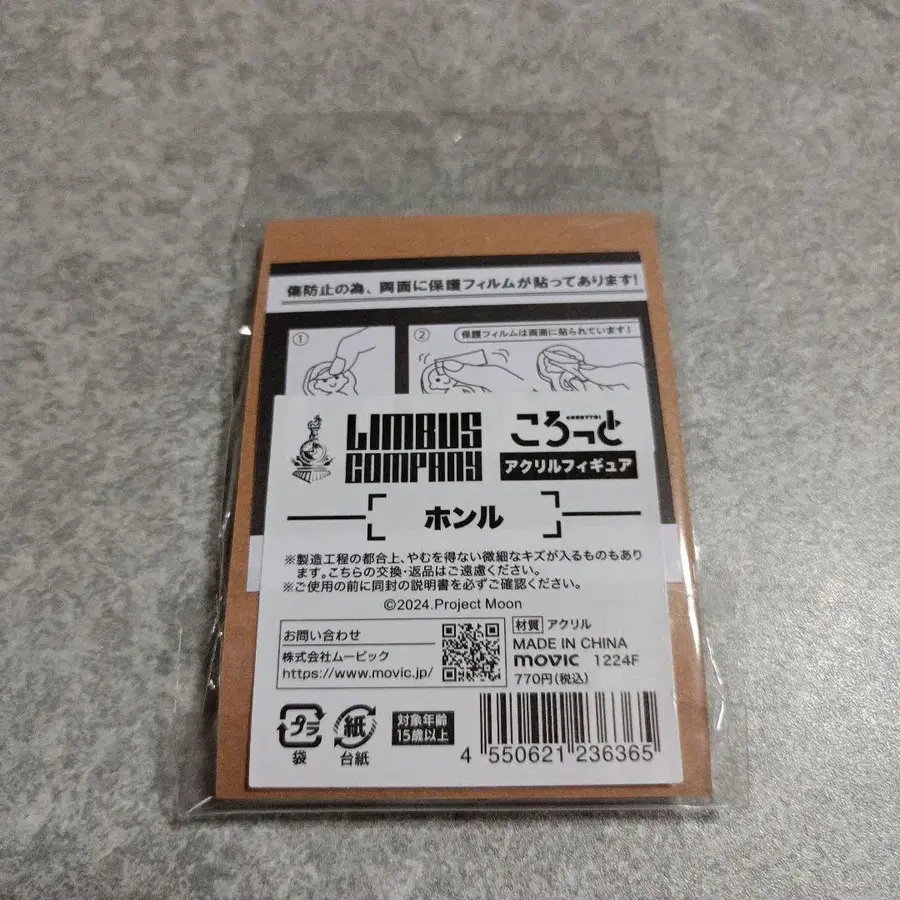 傷防止の為、両面に保護フィルムが貼ってあります!
①
②
保護フィルムは両面に貼られています!
LIMBUS COMPANY
ころっと
アクリルフィギュア
ホンル
※製造工程の都合上、やむを得ない微細なキズが入るものもあり
ます。こちらの交換・返品はご遠慮ください。
※ご使用の前に同封の説明書を必ずご確認ください。
©2024.Project Moon
お問い合わせ
株式会社ムービック
https://www.movic.jp/
材質 アクリル
MADE IN CHINA
movic 1224F
770円(税込)
プラ
袋
紙
台紙
対象年齢
15歳以上
4 550621 236365